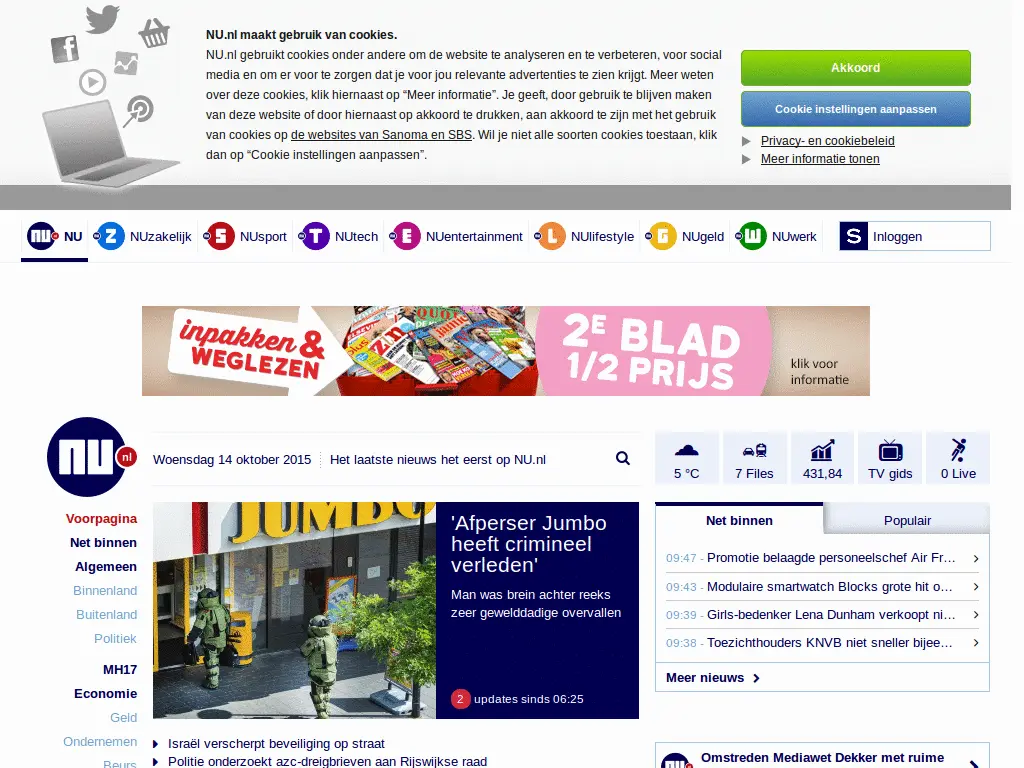 NU.nl maakt gebruik van cookies.
NU.nl gebruikt cookies onder andere om de website te analyseren en te verbeteren, voor social
media en om er voor te zorgen dat je voor jou relevante advertenties te zien krijgt. Meer weten
over deze cookies, klik hiernaast op “Meer informatie”. Je geeft, door gebruik te blijven maken
van deze website of door hiernaast op akkoord te drukken, aan akkoord te zijn met het gebruik
van cookies op de websites van Sanoma en SBS. Wil je niet alle soorten cookies toestaan, klik
dan op “Cookie instellingen aanpassen”.
Akkoord
Cookie instellingen aanpassen
Privacy- en cookiebeleid
Meer informatie tonen
NU
NUzakelijk
NUsport
NUtech
NUentertainment
NUlifestyle
NUgeld
NUwerk
S Inloggen
inpakken &
WEGLEZEN
2E BLAD
1/2 PRIJS
klik voor
informatie
NU nl
Woensdag 14 oktober 2015
Het laatste nieuws het eerst op NU.nl
5 °C
7 Files
431,84
TV gids
0 Live
Voorpagina
Net binnen
Algemeen
Binnenland
Buitenland
Politiek
MH17
Economie
Geld
Ondernemen
Beurs
JUMBO
'Afperser Jumbo
heeft crimineel
verleden'
Man was brein achter reeks
zeer gewelddadige overvallen
2 updates sinds 06:25
Israël verscherpt beveiliging op straat
Politie onderzoekt azc-dreigbrieven aan Rijswijkse raad
Net binnen
Populair
09:47 - Promotie belaagde personeelschef Air Fr…
09:43 - Modulaire smartwatch Blocks grote hit o…
09:39 - Girls-bedenker Lena Dunham verkoopt ni…
09:38 - Toezichthouders KNVB niet sneller bijee…
Meer nieuws
Omstreden Mediawet Dekker met ruime